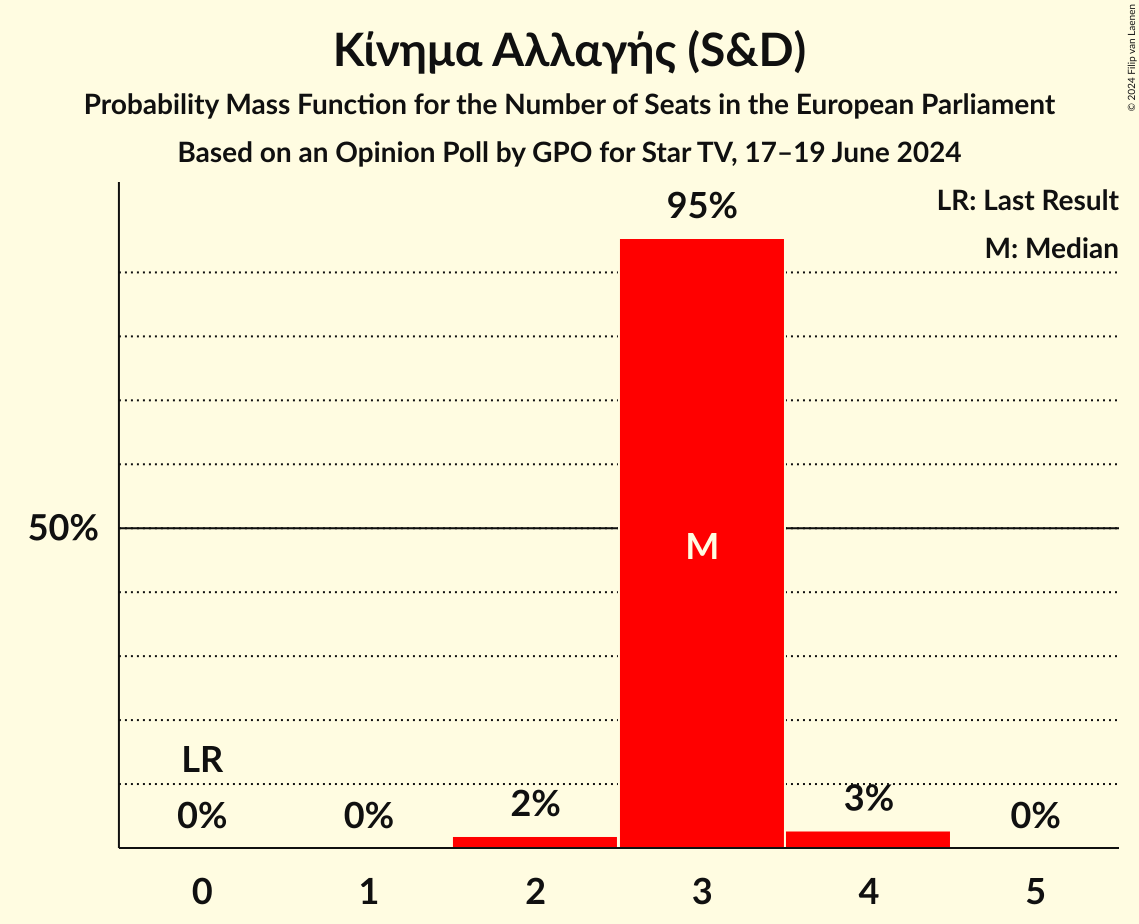 Κίνημα Αλλαγής (S&D)
Probability Mass Function for the Number of Seats in the European Parliament
Based on an Opinion Poll by GPO for Star TV, 17–19 June 2024
© 2024 Filip van Laenen
LR: Last Result
M: Median
95%
50%
M
LR
0%
0%
2%
3%
0%
0
1
2
3
4
5